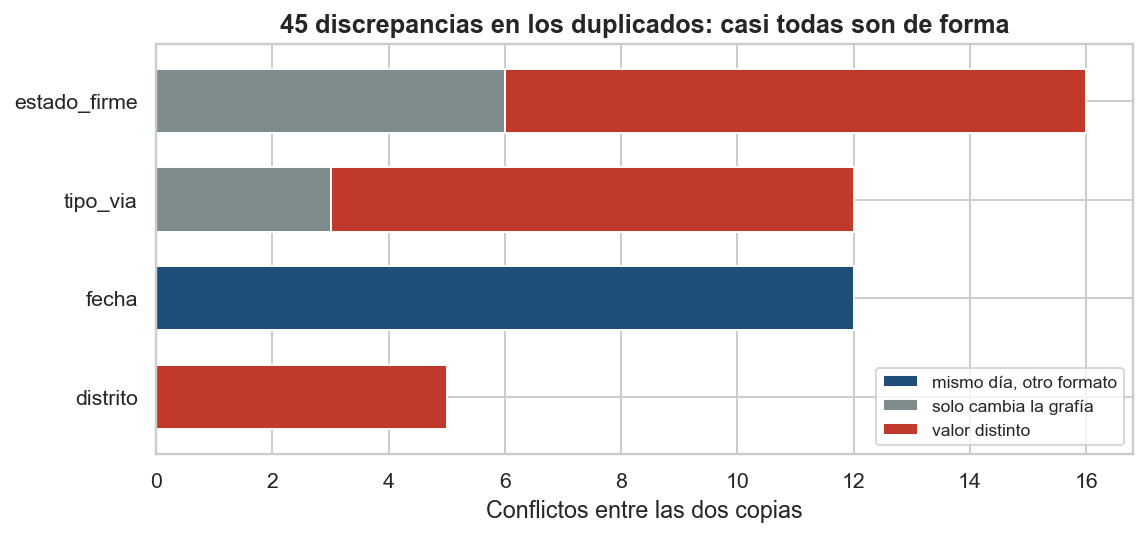 45 discrepancias en los duplicados: casi todas son de forma
estado_firme
tipo_via
fecha
distrito
mismo día, otro formato
solo cambia la grafía
valor distinto
0 2 4 6 8 10 12 14 16
Conflictos entre las dos copias